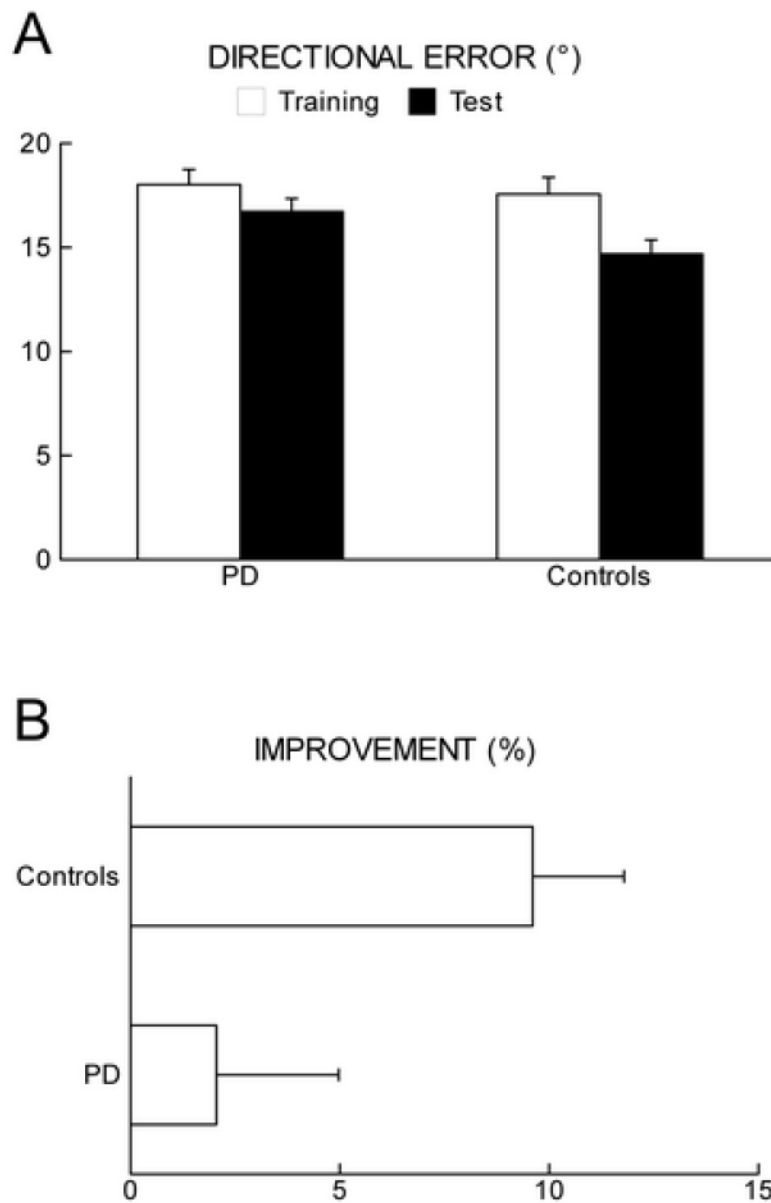 A
DIRECTIONAL ERROR (°)
Training Test
20
15
10
5
0
PD Controls
B
IMPROVEMENT (%)
Controls
PD
0 5 10 15